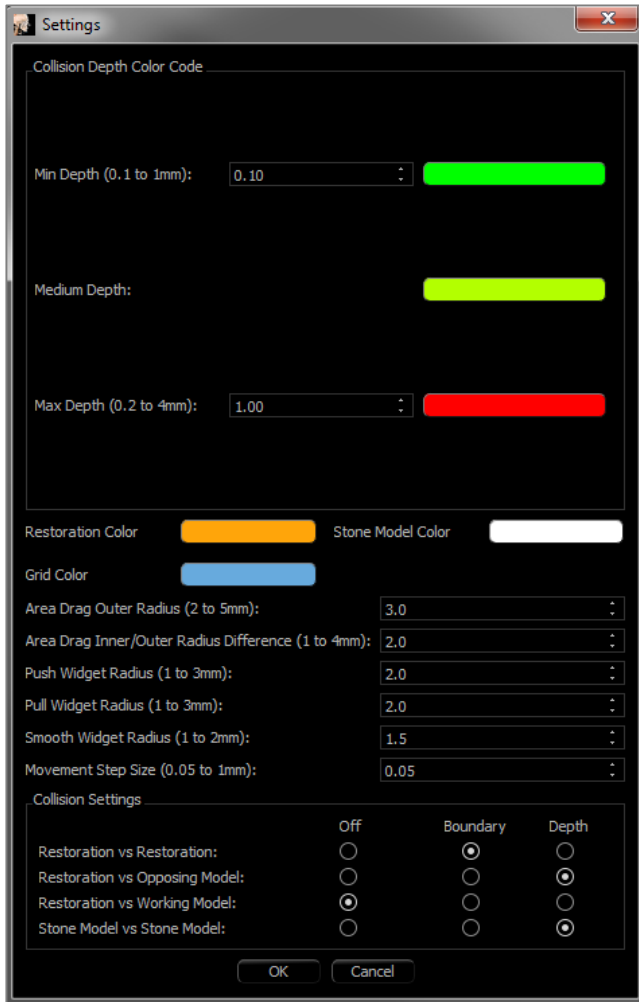 Settings
Collision Depth Color Code
Min Depth (0.1 to 1mm): 0.10
Medium Depth:
Max Depth (0.2 to 4mm): 1.00
Restoration Color Stone Model Color
Grid Color
Area Drag Outer Radius (2 to 5mm): 3.0
Area Drag Inner/Outer Radius Difference (1 to 4mm): 2.0
Push Widget Radius (1 to 3mm): 2.0
Pull Widget Radius (1 to 3mm): 2.0
Smooth Widget Radius (1 to 2mm): 1.5
Movement Step Size (0.05 to 1mm): 0.05
Collision Settings
Off Boundary Depth
Restoration vs Restoration:
Restoration vs Opposing Model:
Restoration vs Working Model:
Stone Model vs Stone Model:
OK Cancel